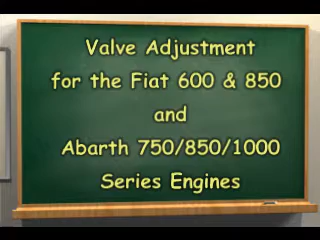 Valve Adjustment
for the Fiat 600 & 850
and
Abarth 750/850/1000
Series Engines